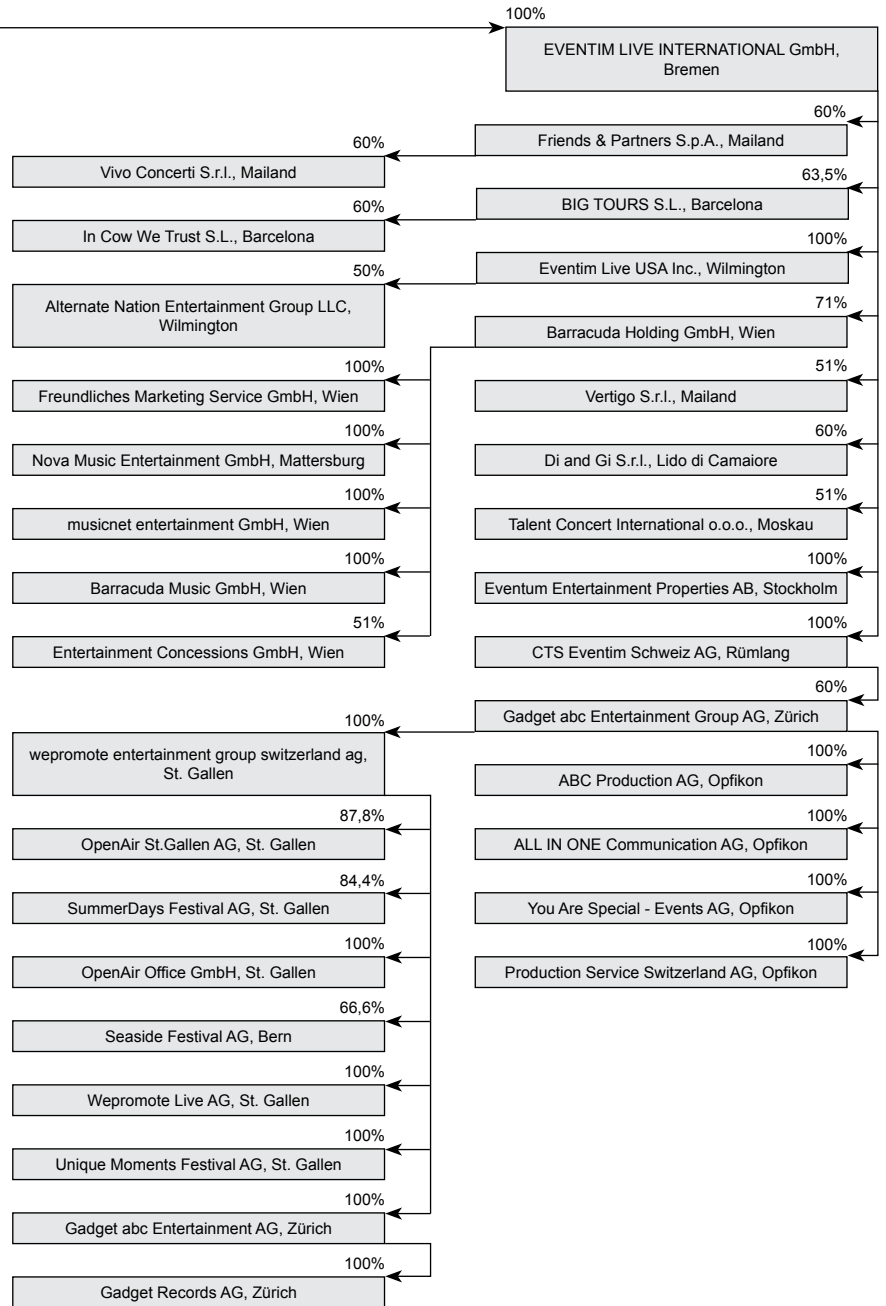 100%
EVENTIM LIVE INTERNATIONAL GmbH,
Bremen
60%
Friends & Partners S.p.A., Mailand
60%
Vivo Concerti S.r.l., Mailand
63,5%
BIG TOURS S.L., Barcelona
60%
In Cow We Trust S.L., Barcelona
100%
Eventim Live USA Inc., Wilmington
50%
Alternate Nation Entertainment Group LLC,
Wilmington
71%
Barracuda Holding GmbH, Wien
100%
Freundliches Marketing Service GmbH, Wien
51%
Vertigo S.r.l., Mailand
100%
Nova Music Entertainment GmbH, Mattersburg
60%
Di and Gi S.r.l., Lido di Camaiore
100%
musicnet entertainment GmbH, Wien
51%
Talent Concert International o.o.o., Moskau
100%
Barracuda Music GmbH, Wien
100%
Eventum Entertainment Properties AB, Stockholm
51%
Entertainment Concessions GmbH, Wien
100%
CTS Eventim Schweiz AG, Rümlang
60%
Gadget abc Entertainment Group AG, Zürich
100%
wepromote entertainment group switzerland ag,
St. Gallen
100%
ABC Production AG, Opfikon
87,8%
OpenAir St.Gallen AG, St. Gallen
100%
ALL IN ONE Communication AG, Opfikon
84,4%
SummerDays Festival AG, St. Gallen
100%
You Are Special - Events AG, Opfikon
100%
OpenAir Office GmbH, St. Gallen
100%
Production Service Switzerland AG, Opfikon
66,6%
Seaside Festival AG, Bern
100%
Wepromote Live AG, St. Gallen
100%
Unique Moments Festival AG, St. Gallen
100%
Gadget abc Entertainment AG, Zürich
100%
Gadget Records AG, Zürich